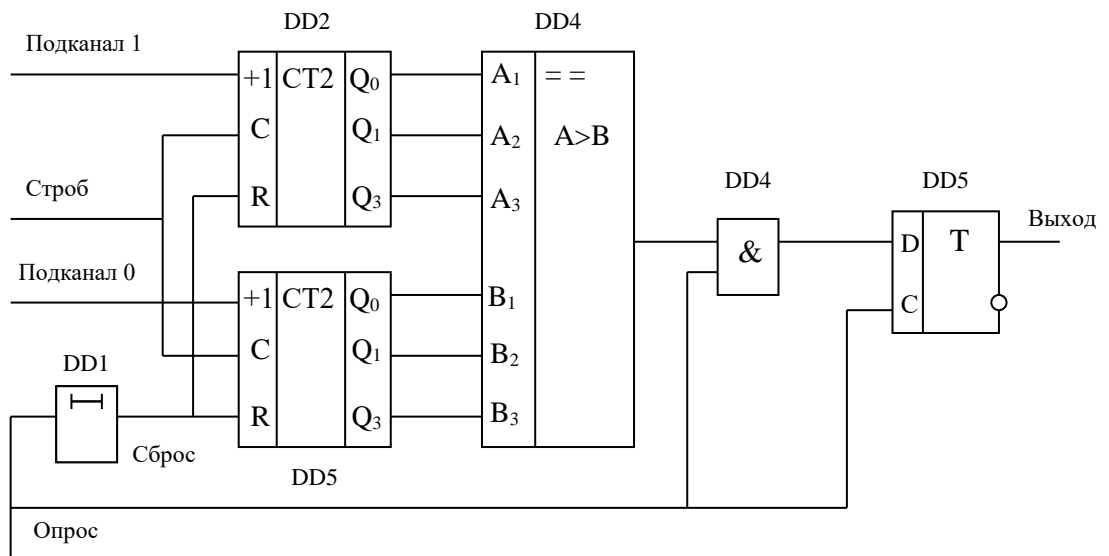 DD2
DD4
Подканал 1
+1 CT2 Q0
C Q1
R Q3
A1 = =
A2 A>B
A3
Строб
DD4
&
DD5
D T
C
Выход
Подканал 0
+1 CT2 Q0
C Q1
R Q3
B1
B2
B3
DD1
Сброс
DD5
Опрос